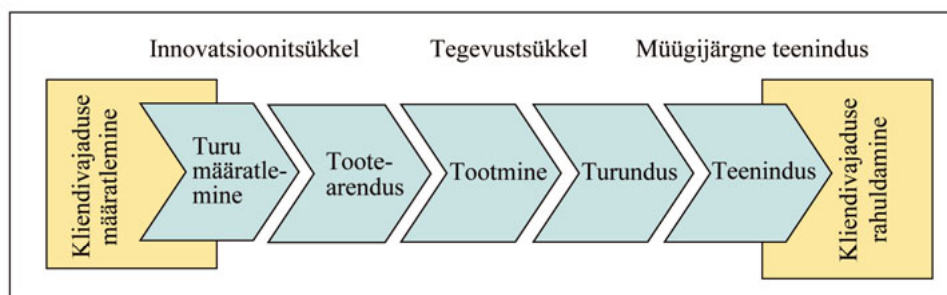 Innovatsioonitsükkel
Tegevustsükkel
Müügijärgne teenindus
Kliendivajaduse
määratlemine
Turu
määratle-
mine
Toote-
arendus
Tootmine
Turundus
Teenindus
Kliendivajaduse
rahuldamine